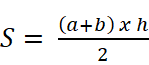 S = (a+b) x h / 2